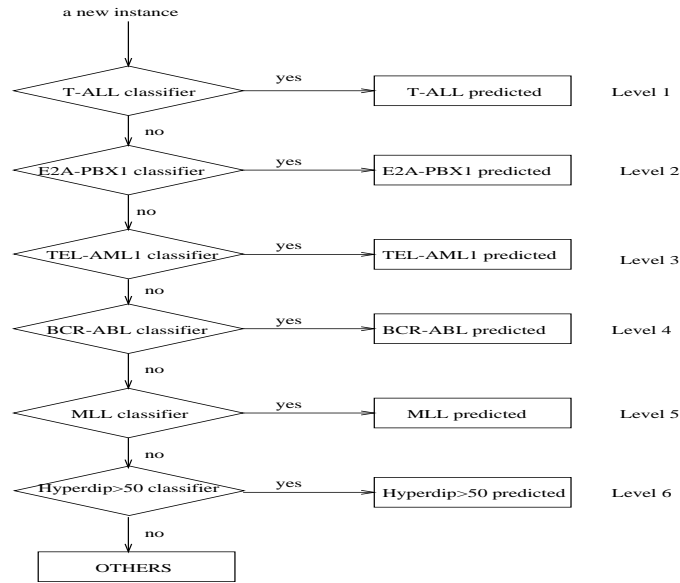 a new instance
T-ALL classifier
yes
T-ALL predicted
Level 1
no
E2A-PBX1 classifier
yes
E2A-PBX1 predicted
Level 2
no
TEL-AML1 classifier
yes
TEL-AML1 predicted
Level 3
no
BCR-ABL classifier
yes
BCR-ABL predicted
Level 4
no
MLL classifier
yes
MLL predicted
Level 5
no
Hyperdip>50 classifier
yes
Hyperdip>50 predicted
Level 6
no
OTHERS